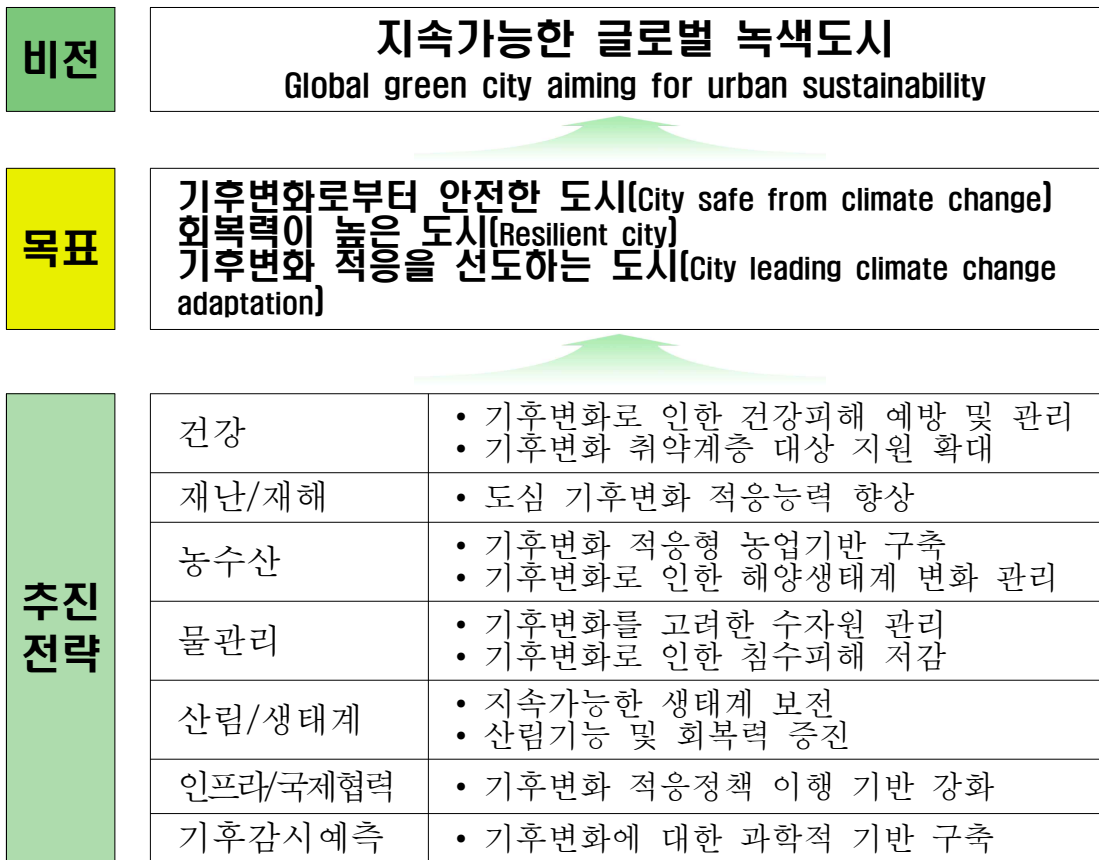 비전
지속가능한 글로벌 녹색도시
Global green city aiming for urban sustainability
목표
기후변화로부터 안전한 도시(City safe from climate change)
회복력이 높은 도시(Resilient city)
기후변화 적응을 선도하는 도시(City leading climate change
adaptation)
추진
전략
건강
• 기후변화로 인한 건강피해 예방 및 관리
• 기후변화 취약계층 대상 지원 확대
재난/재해
• 도심 기후변화 적응능력 향상
농수산
• 기후변화 적응형 농업기반 구축
• 기후변화로 인한 해양생태계 변화 관리
물관리
• 기후변화를 고려한 수자원 관리
• 기후변화로 인한 침수피해 저감
산림/생태계
• 지속가능한 생태계 보전
• 산림기능 및 회복력 증진
인프라/국제협력
• 기후변화 적응정책 이행 기반 강화
기후감시예측
• 기후변화에 대한 과학적 기반 구축